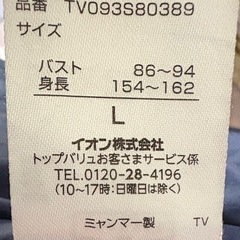 品番 TV093S80389
サイズ
バスト 86〜94
身長 154〜162
L
イオン株式会社
トップバリュお客さまサービス係
TEL.0120-28-4196
(10〜17時:日曜日は除く)
ミャンマー製 TV